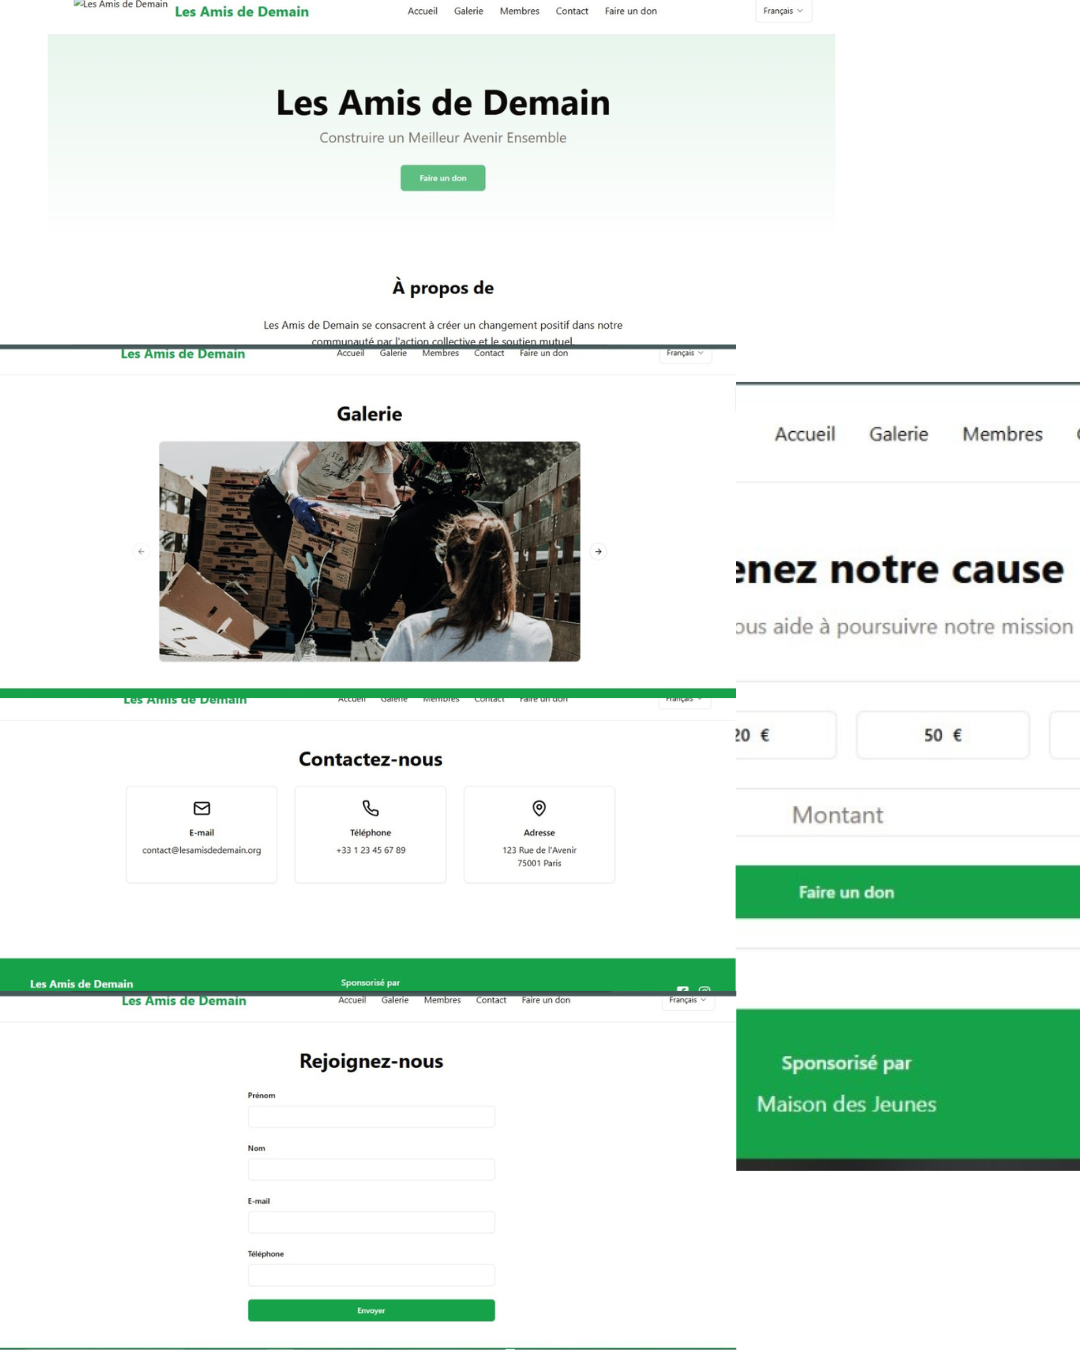 Les Amis de Demain
Les Amis de Demain
Accueil Galerie Membres Contact Faire un don
Français
Les Amis de Demain
Construire un Meilleur Avenir Ensemble
Faire un don
À propos de
Les Amis de Demain se consacrent à créer un changement positif dans notre
communauté par l'action collective et le soutien mutuel.
Les Amis de Demain
Accueil Galerie Membres Contact Faire un don
Français
Galerie
Les Amis de Demain
Accueil Galerie Membres Contact Faire un don
Français
Contactez-nous
E-mail
contact@lesamisdedemain.org
Téléphone
+33 1 23 45 67 89
Adresse
123 Rue de l'Avenir
75001 Paris
Les Amis de Demain
Sponsorisé par
Les Amis de Demain
Accueil Galerie Membres Contact Faire un don
Français
Rejoignez-nous
Prénom
Nom
E-mail
Téléphone
Envoyer
Accueil Galerie Membres
enez notre cause
ous aide à poursuivre notre mission
20 €
50 €
Montant
Faire un don
Sponsorisé par
Maison des Jeunes